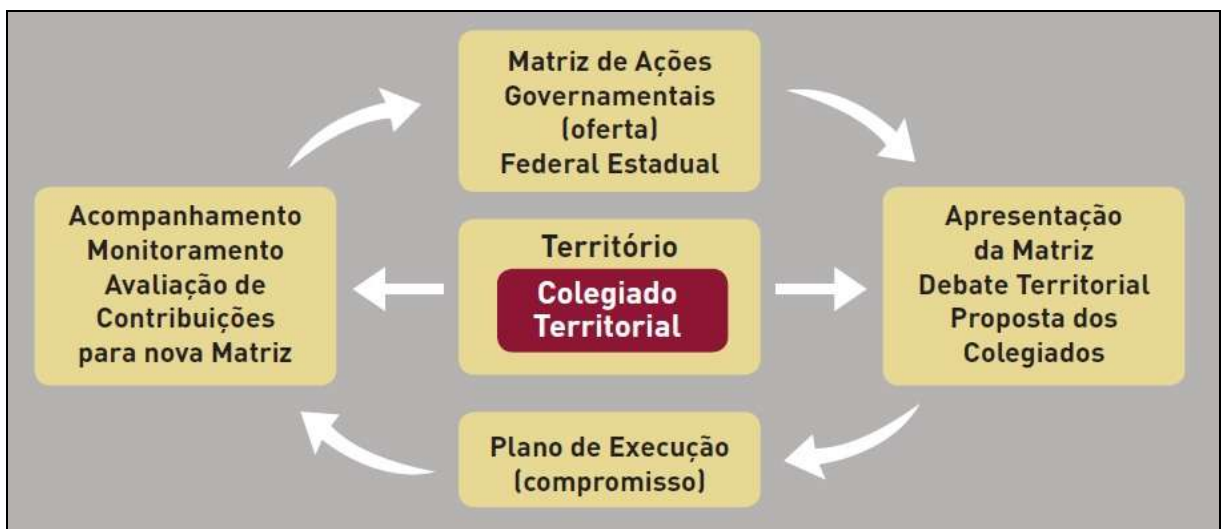 Matriz de Ações
Governamentais
(oferta)
Federal Estadual
Acompanhamento
Monitoramento
Avaliação de
Contribuições
para nova Matriz
Território
Colegiado
Territorial
Apresentação
da Matriz
Debate Territorial
Proposta dos
Colegiados
Plano de Execução
(compromisso)